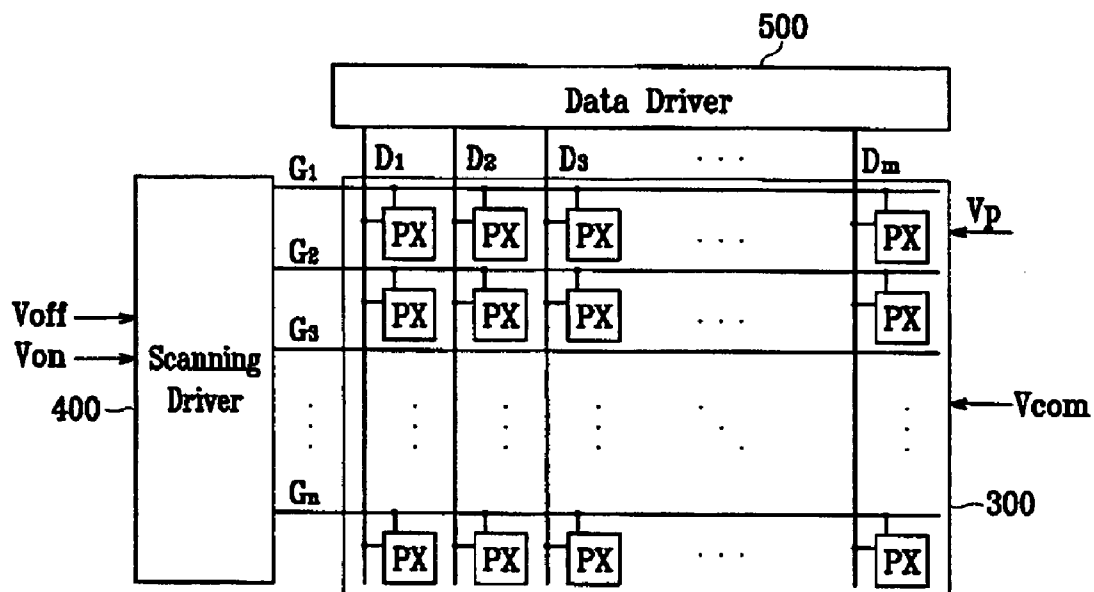 500
Data Driver
D1 D2 D3 ... Dm
G1
PX PX PX ... PX
Vp
G2
PX PX PX ... PX
Voff
Von
G3
Scanning
Driver
400
Vcom
Gn
300
PX PX PX ... PX